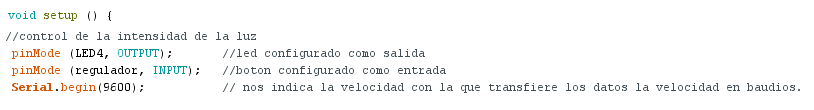 void setup () {
//control de la intensidad de la luz
pinMode (LED4, OUTPUT);       //led configurado como salida
pinMode (regulador, INPUT);   //boton configurado como entrada
Serial.begin(9600);           // nos indica la velocidad con la que transfiere los datos la velocidad en baudios.